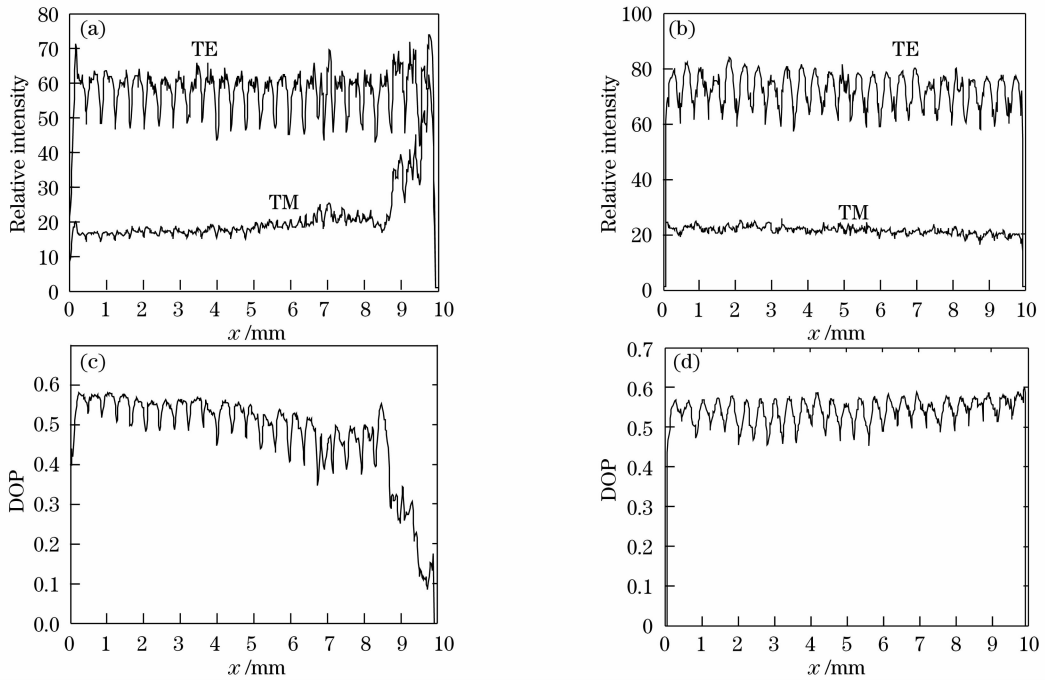 (a)
80
70
60
50
40
30
20
10
0
Relative intensity
TE
TM
0 1 2 3 4 5 6 7 8 9 10
x /mm
(b)
100
80
60
40
20
0
Relative intensity
TE
TM
0 1 2 3 4 5 6 7 8 9 10
x /mm
(c)
0.6
0.5
0.4
0.3
0.2
0.1
0.0
DOP
0 1 2 3 4 5 6 7 8 9 10
x /mm
(d)
0.7
0.6
0.5
0.4
0.3
0.2
0.1
0
DOP
0 1 2 3 4 5 6 7 8 9 10
x /mm